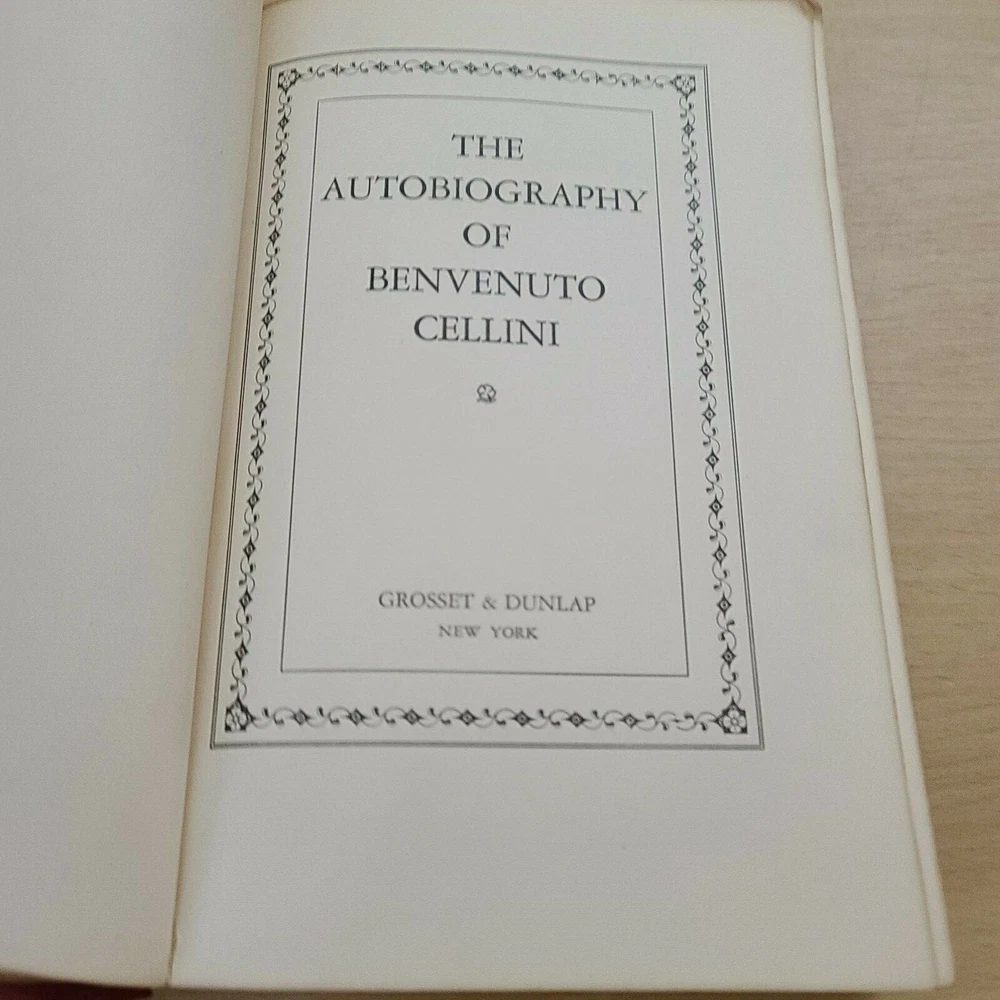 THE
AUTOBIOGRAPHY
OF
BENVENUTO
CELLINI
GROSSET & DUNLAP
NEW YORK